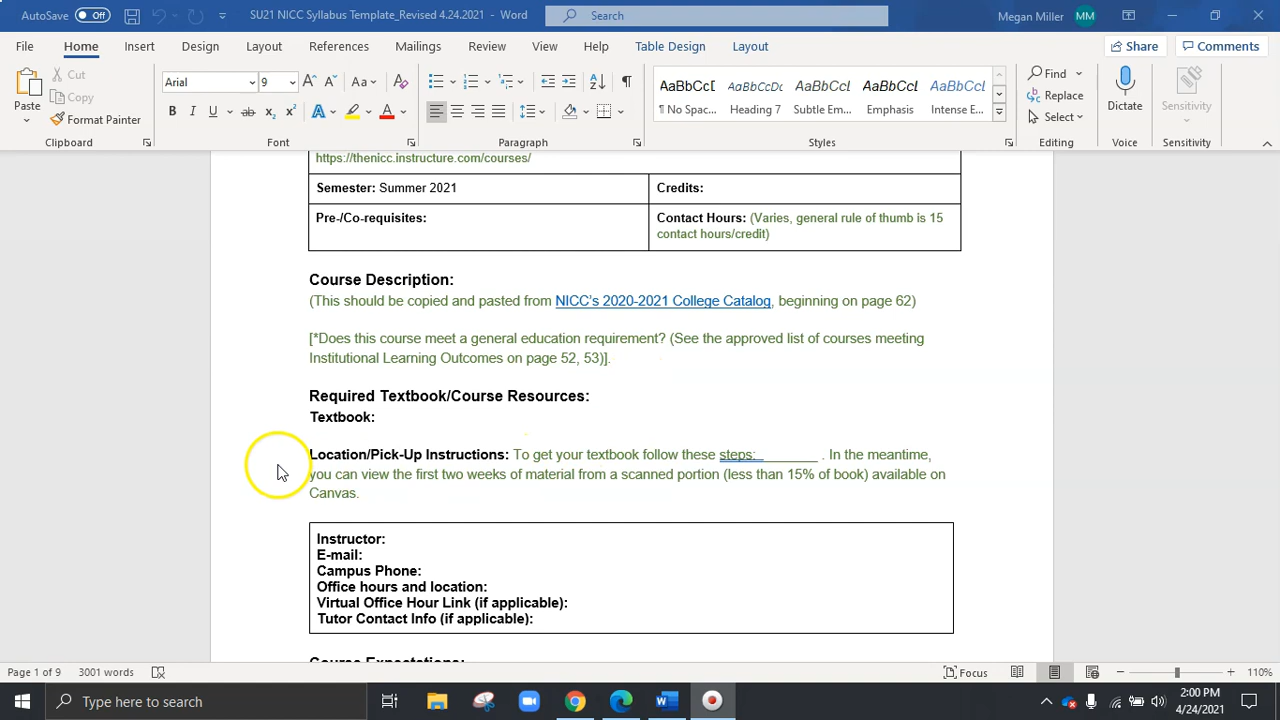 AutoSave Off SU21 NICC Syllabus Template_Revised 4.24.2021 - Word Search Megan Miller MM
File Home Insert Design Layout References Mailings Review View Help Table Design Layout Share Comments
Paste Cut Copy Format Painter
Arial 9
AaBbCcD AaBbCcDc AaBbCcD AaBbCcD AaBbCcD
¶ No Spac... Heading 7 Subtle Em... Emphasis Intense E...
Find Replace Select
Dictate Sensitivity
Clipboard Font Paragraph Styles Editing Voice Sensitivity
https://thenicc.instructure.com/courses/
Semester: Summer 2021 Credits:
Pre-/Co-requisites: Contact Hours: (Varies, general rule of thumb is 15
contact hours/credit)
Course Description:
(This should be copied and pasted from NICC's 2020-2021 College Catalog, beginning on page 62)
[*Does this course meet a general education requirement? (See the approved list of courses meeting
Institutional Learning Outcomes on page 52, 53)].
Required Textbook/Course Resources:
Textbook:
Location/Pick-Up Instructions: To get your textbook follow these steps: _______ . In the meantime,
you can view the first two weeks of material from a scanned portion (less than 15% of book) available on
Canvas.
Instructor:
E-mail:
Campus Phone:
Office hours and location:
Virtual Office Hour Link (if applicable):
Tutor Contact Info (if applicable):
Course Expectations:
Page 1 of 9 3001 words Focus 110%
Type here to search 2:00 PM
4/24/2021